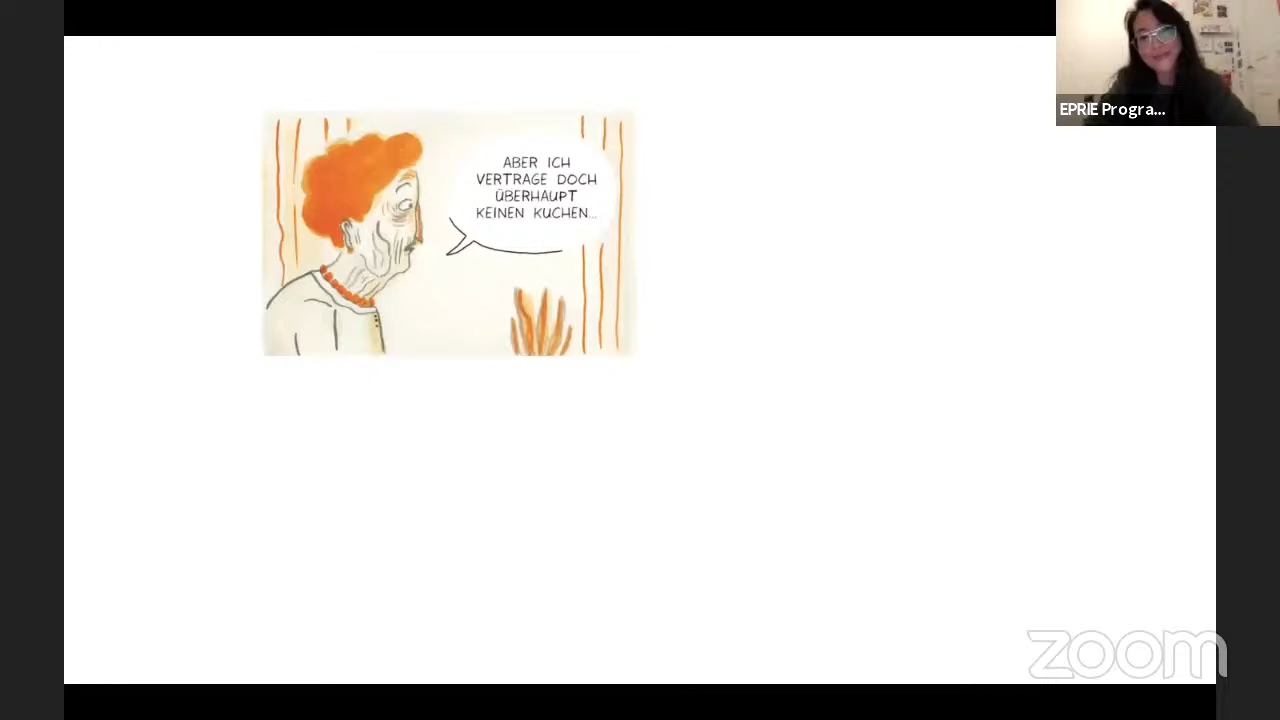 EPRIE Progra...
ABER ICH
VERTRAGE DOCH
ÜBERHAUPT
KEINEN KUCHEN...
zoom